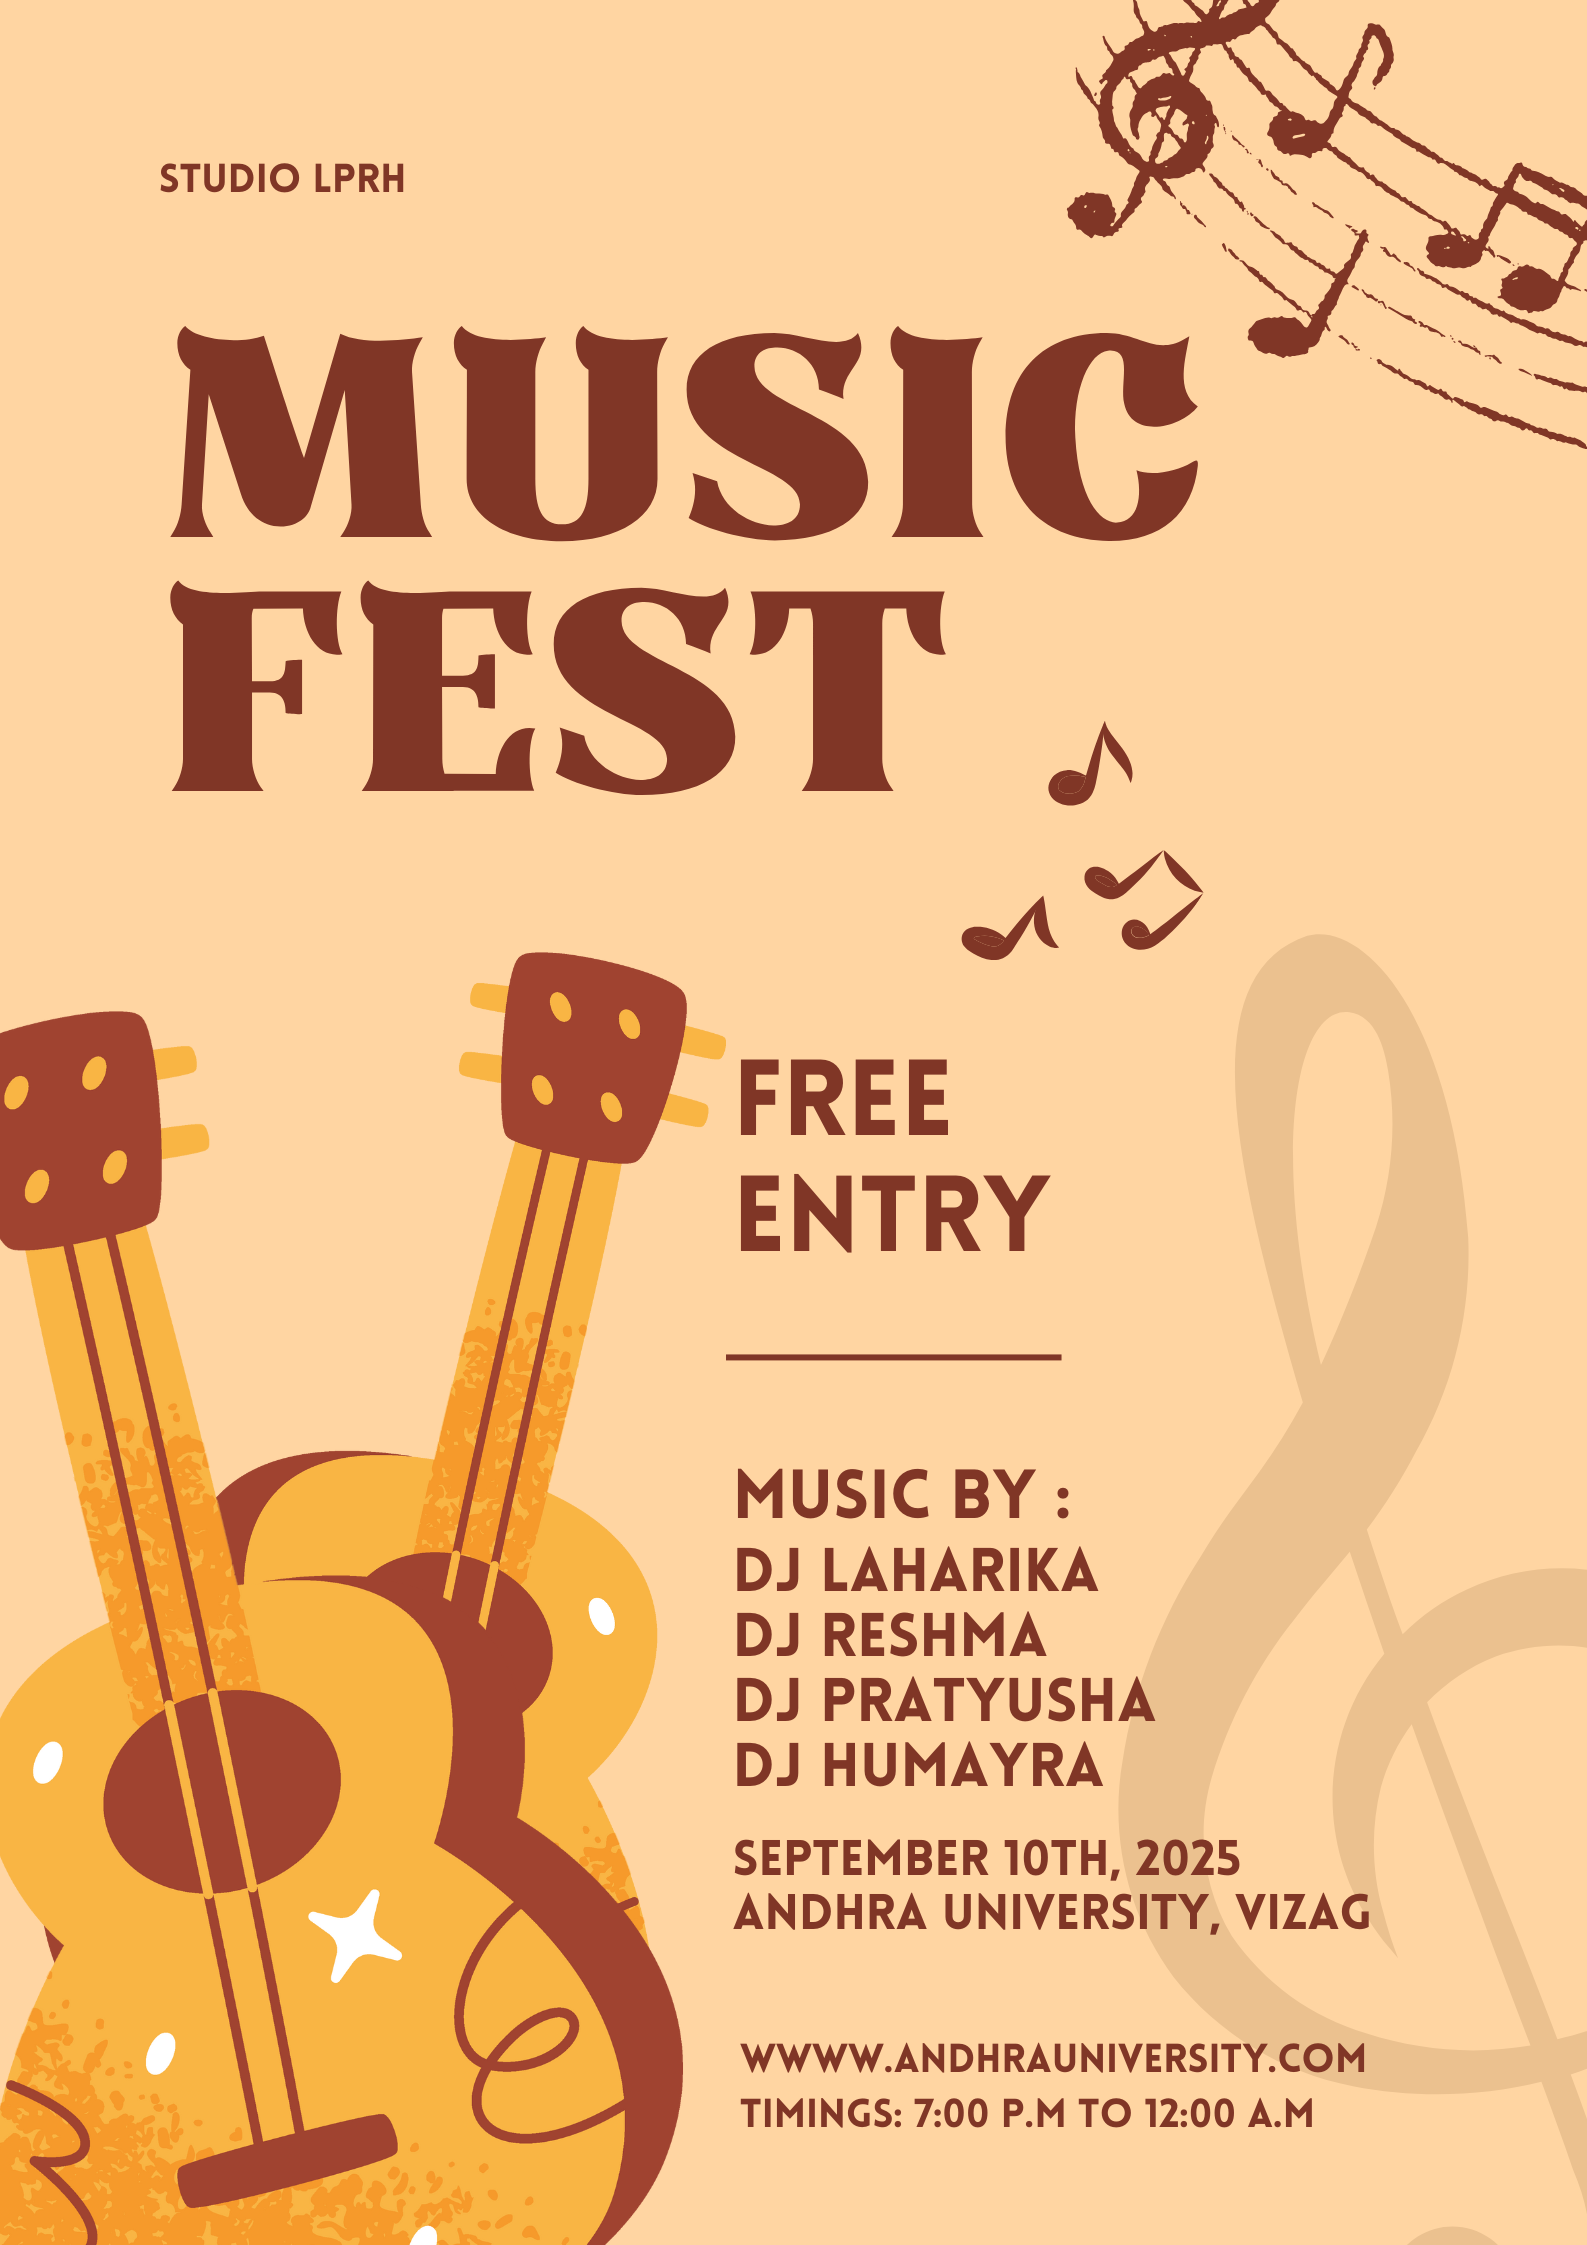 STUDIO LPRH
MUSIC
FEST
FREE
ENTRY
MUSIC BY :
DJ LAHARIKA
DJ RESHMA
DJ PRATYUSHA
DJ HUMAYRA
SEPTEMBER 10TH, 2025
ANDHRA UNIVERSITY, VIZAG
WWWW.ANDHRAUNIVERSITY.COM
TIMINGS: 7:00 P.M TO 12:00 A.M